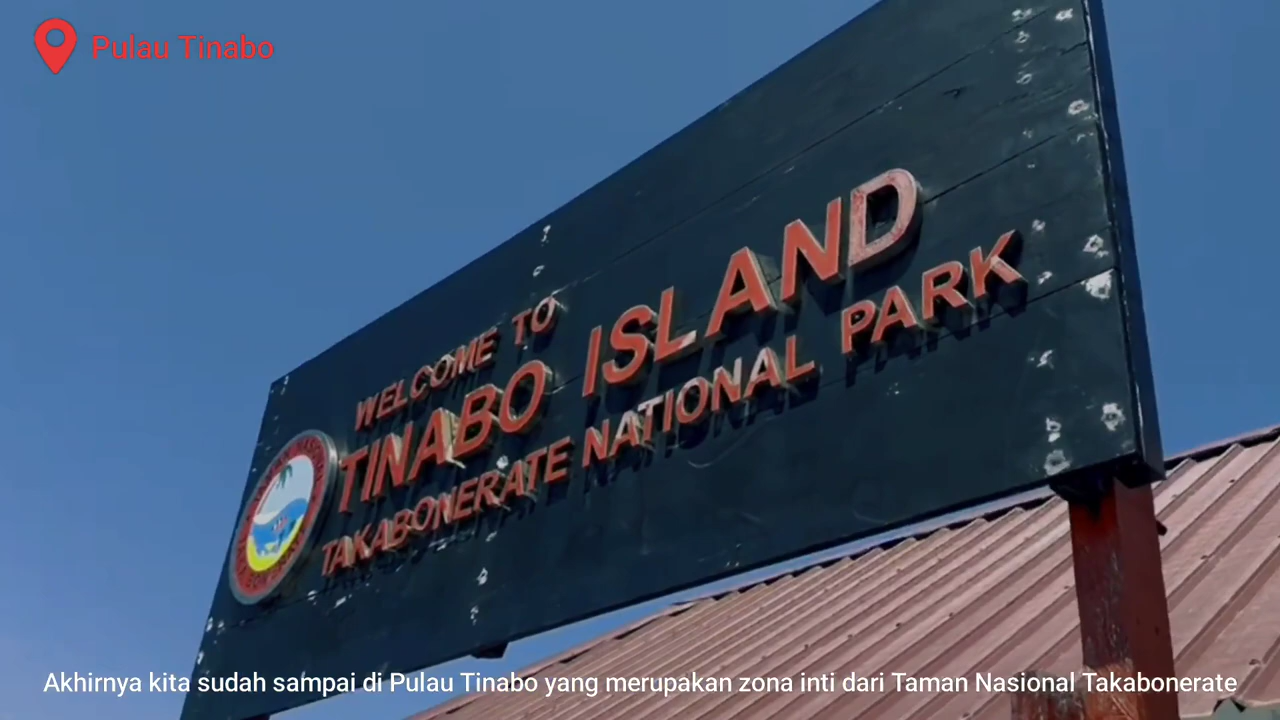 Pulau Tinabo
WELCOME TO
TINABO ISLAND
TAKABONERATE NATIONAL PARK
Akhirnya kita sudah sampai di Pulau Tinabo yang merupakan zona inti dari Taman Nasional Takabonerate